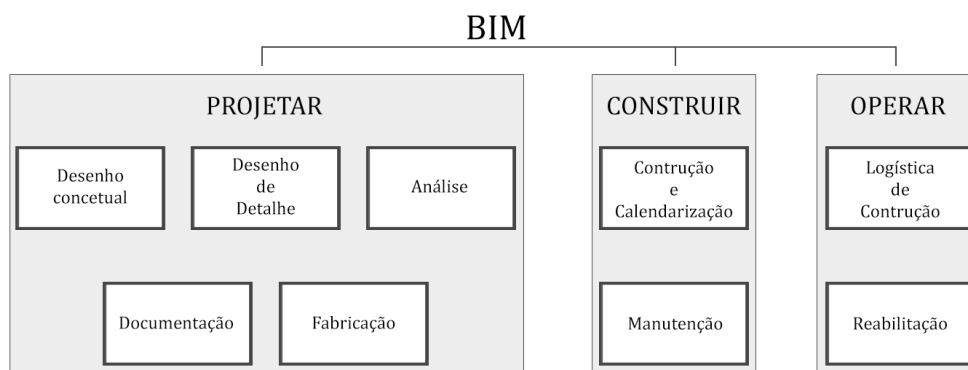 BIM
PROJETAR
Desenho
concetual
Desenho
de
Detalhe
Análise
Documentação
Fabricação
CONSTRUIR
Contrução
e
Calendarização
Manutenção
OPERAR
Logística
de
Contrução
Reabilitação